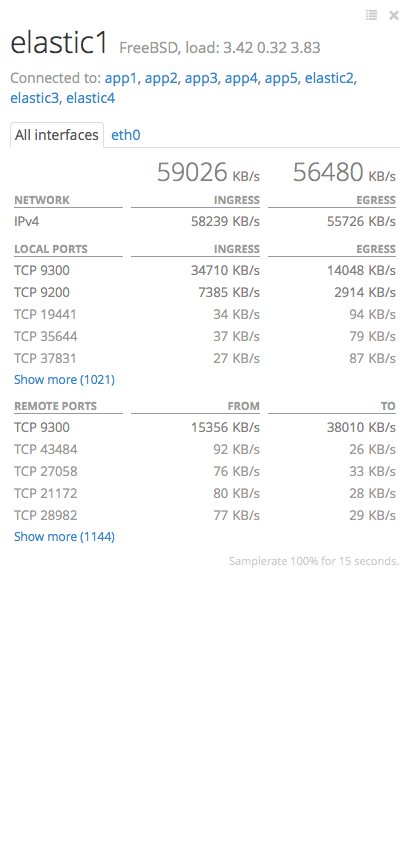 elastic1 FreeBSD, load: 3.42 0.32 3.83
Connected to: app1, app2, app3, app4, app5, elastic2,
elastic3, elastic4
All interfaces eth0
59026 KB/s 56480 KB/s
NETWORK INGRESS EGRESS
IPv4 58239 KB/s 55726 KB/s
LOCAL PORTS INGRESS EGRESS
TCP 9300 34710 KB/s 14048 KB/s
TCP 9200 7385 KB/s 2914 KB/s
TCP 19441 34 KB/s 94 KB/s
TCP 35644 37 KB/s 79 KB/s
TCP 37831 27 KB/s 87 KB/s
Show more (1021)
REMOTE PORTS FROM TO
TCP 9300 15356 KB/s 38010 KB/s
TCP 43484 92 KB/s 26 KB/s
TCP 27058 76 KB/s 33 KB/s
TCP 21172 80 KB/s 28 KB/s
TCP 28982 77 KB/s 29 KB/s
Show more (1144)
Samplerate 100% for 15 seconds.